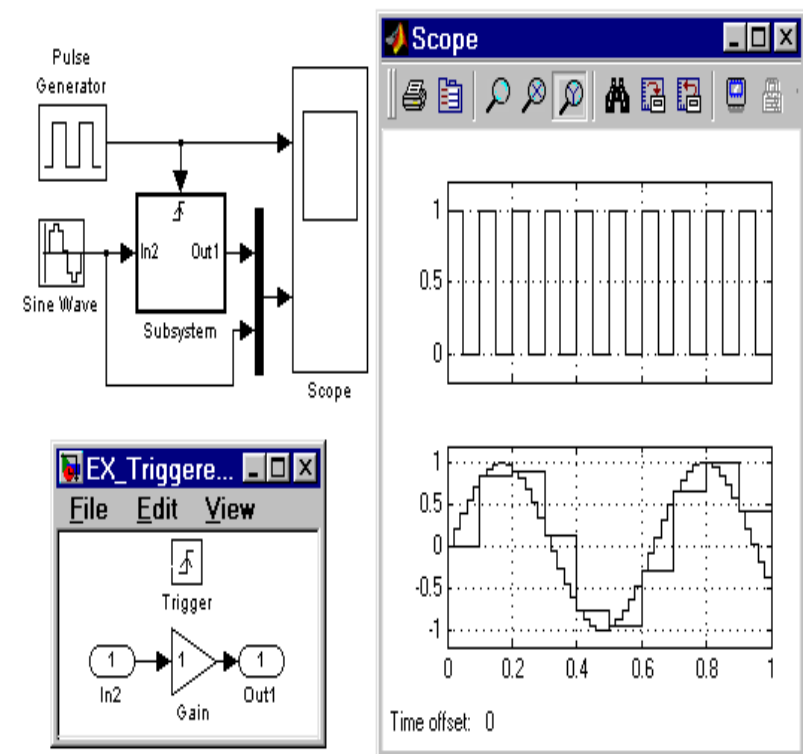 Pulse
Generator
In2
Out1
Sine Wave
Subsystem
Scope
EX_Triggere...
File Edit View
Trigger
1
1
1
In2
Gain
Out1
Scope
1
0.5
0
1
0.5
0
-0.5
-1
0 0.2 0.4 0.6 0.8 1
Time offset: 0